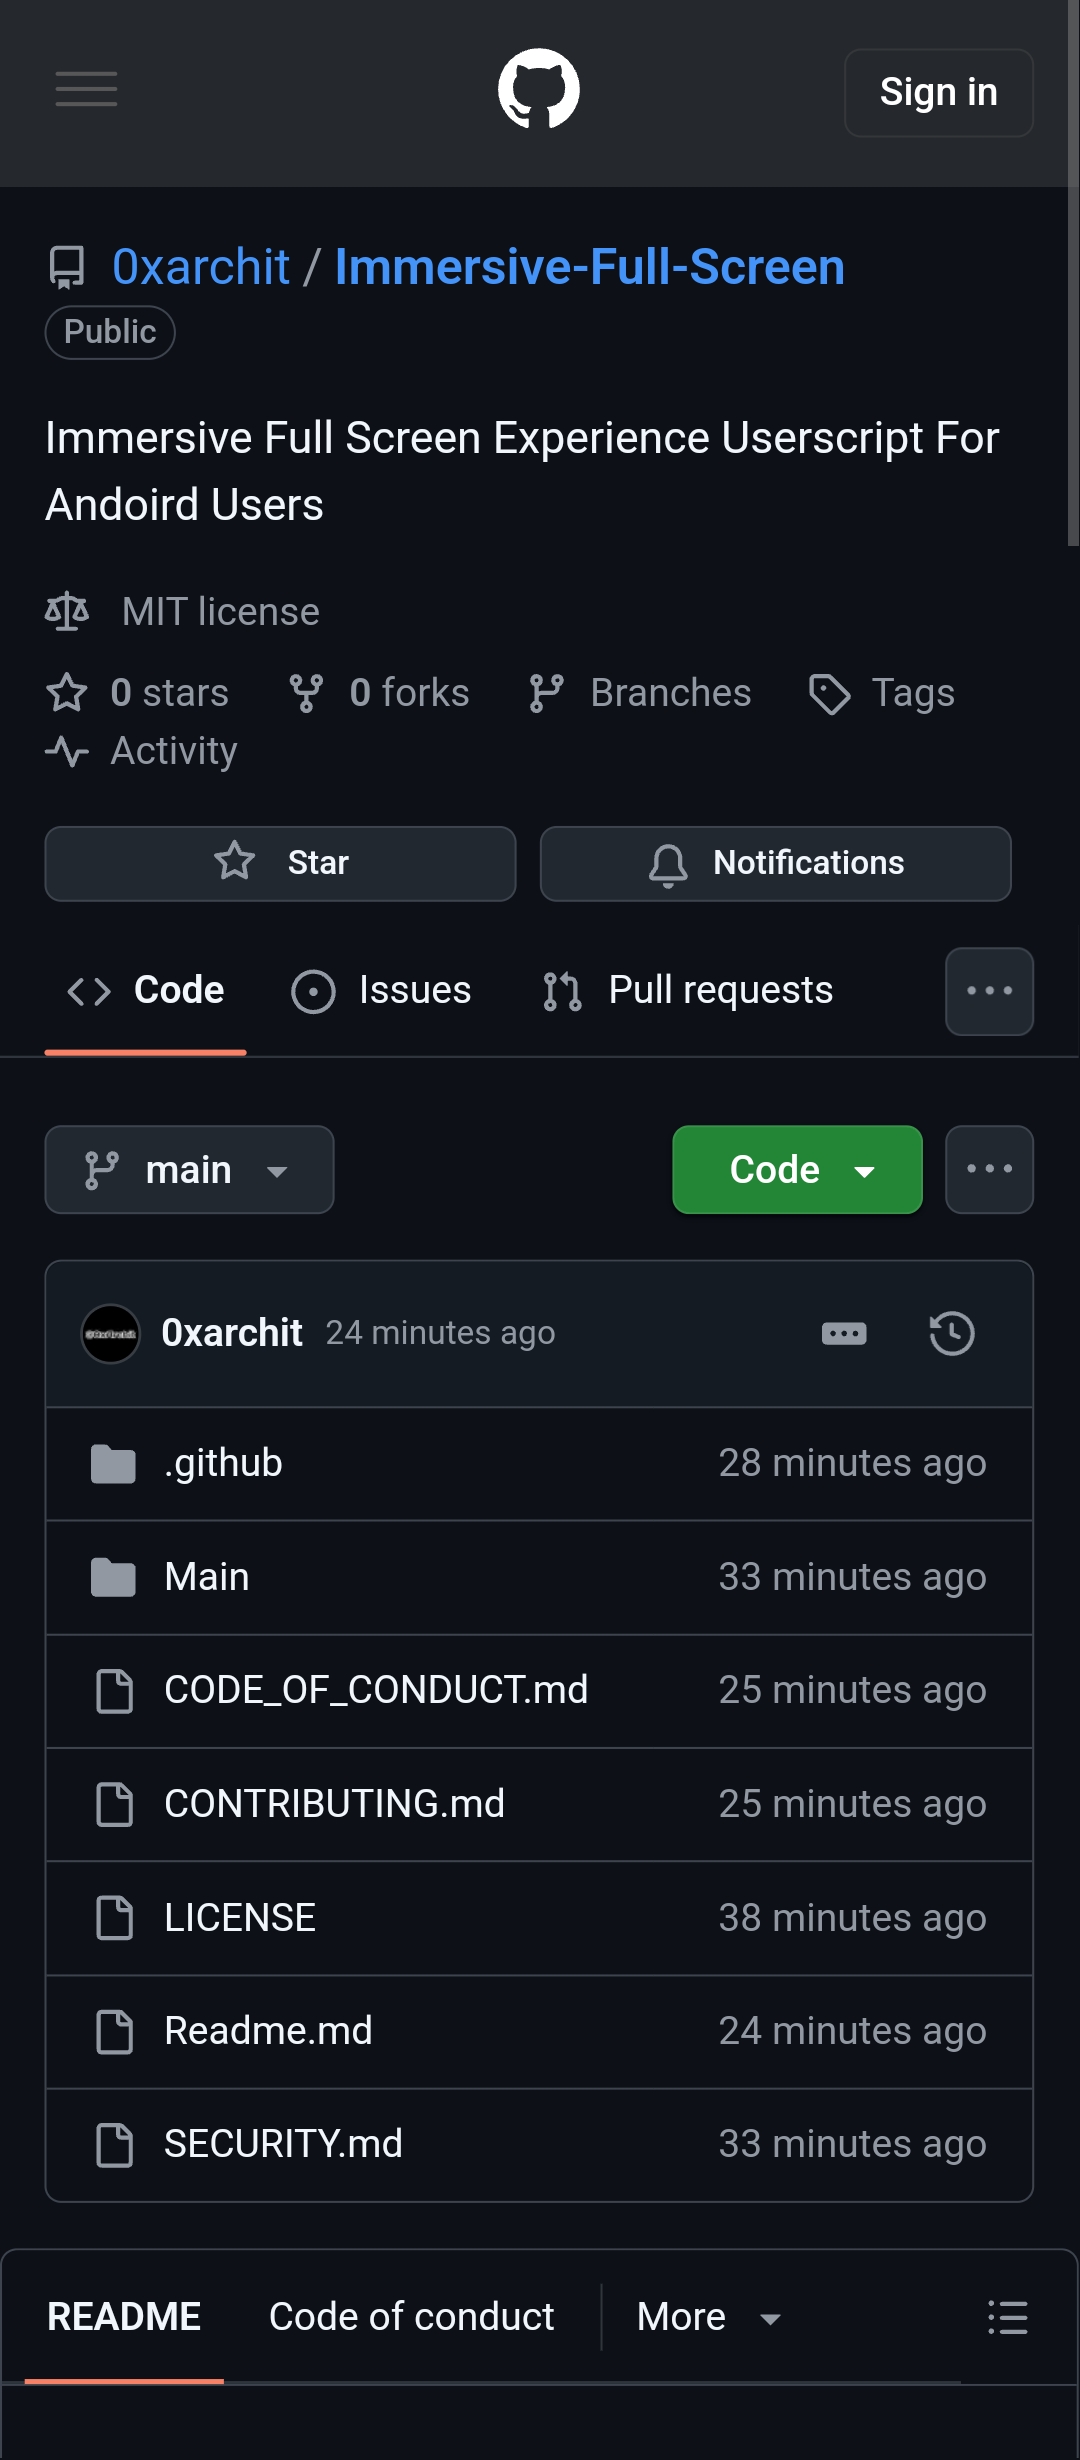 Sign in
0xarchit / Immersive-Full-Screen
Public
Immersive Full Screen Experience Userscript For
Andoird Users
MIT license
0 stars 0 forks Branches Tags
Activity
Star Notifications
Code Issues Pull requests
main Code
0xarchit 24 minutes ago
.github 28 minutes ago
Main 33 minutes ago
CODE_OF_CONDUCT.md 25 minutes ago
CONTRIBUTING.md 25 minutes ago
LICENSE 38 minutes ago
Readme.md 24 minutes ago
SECURITY.md 33 minutes ago
README Code of conduct More